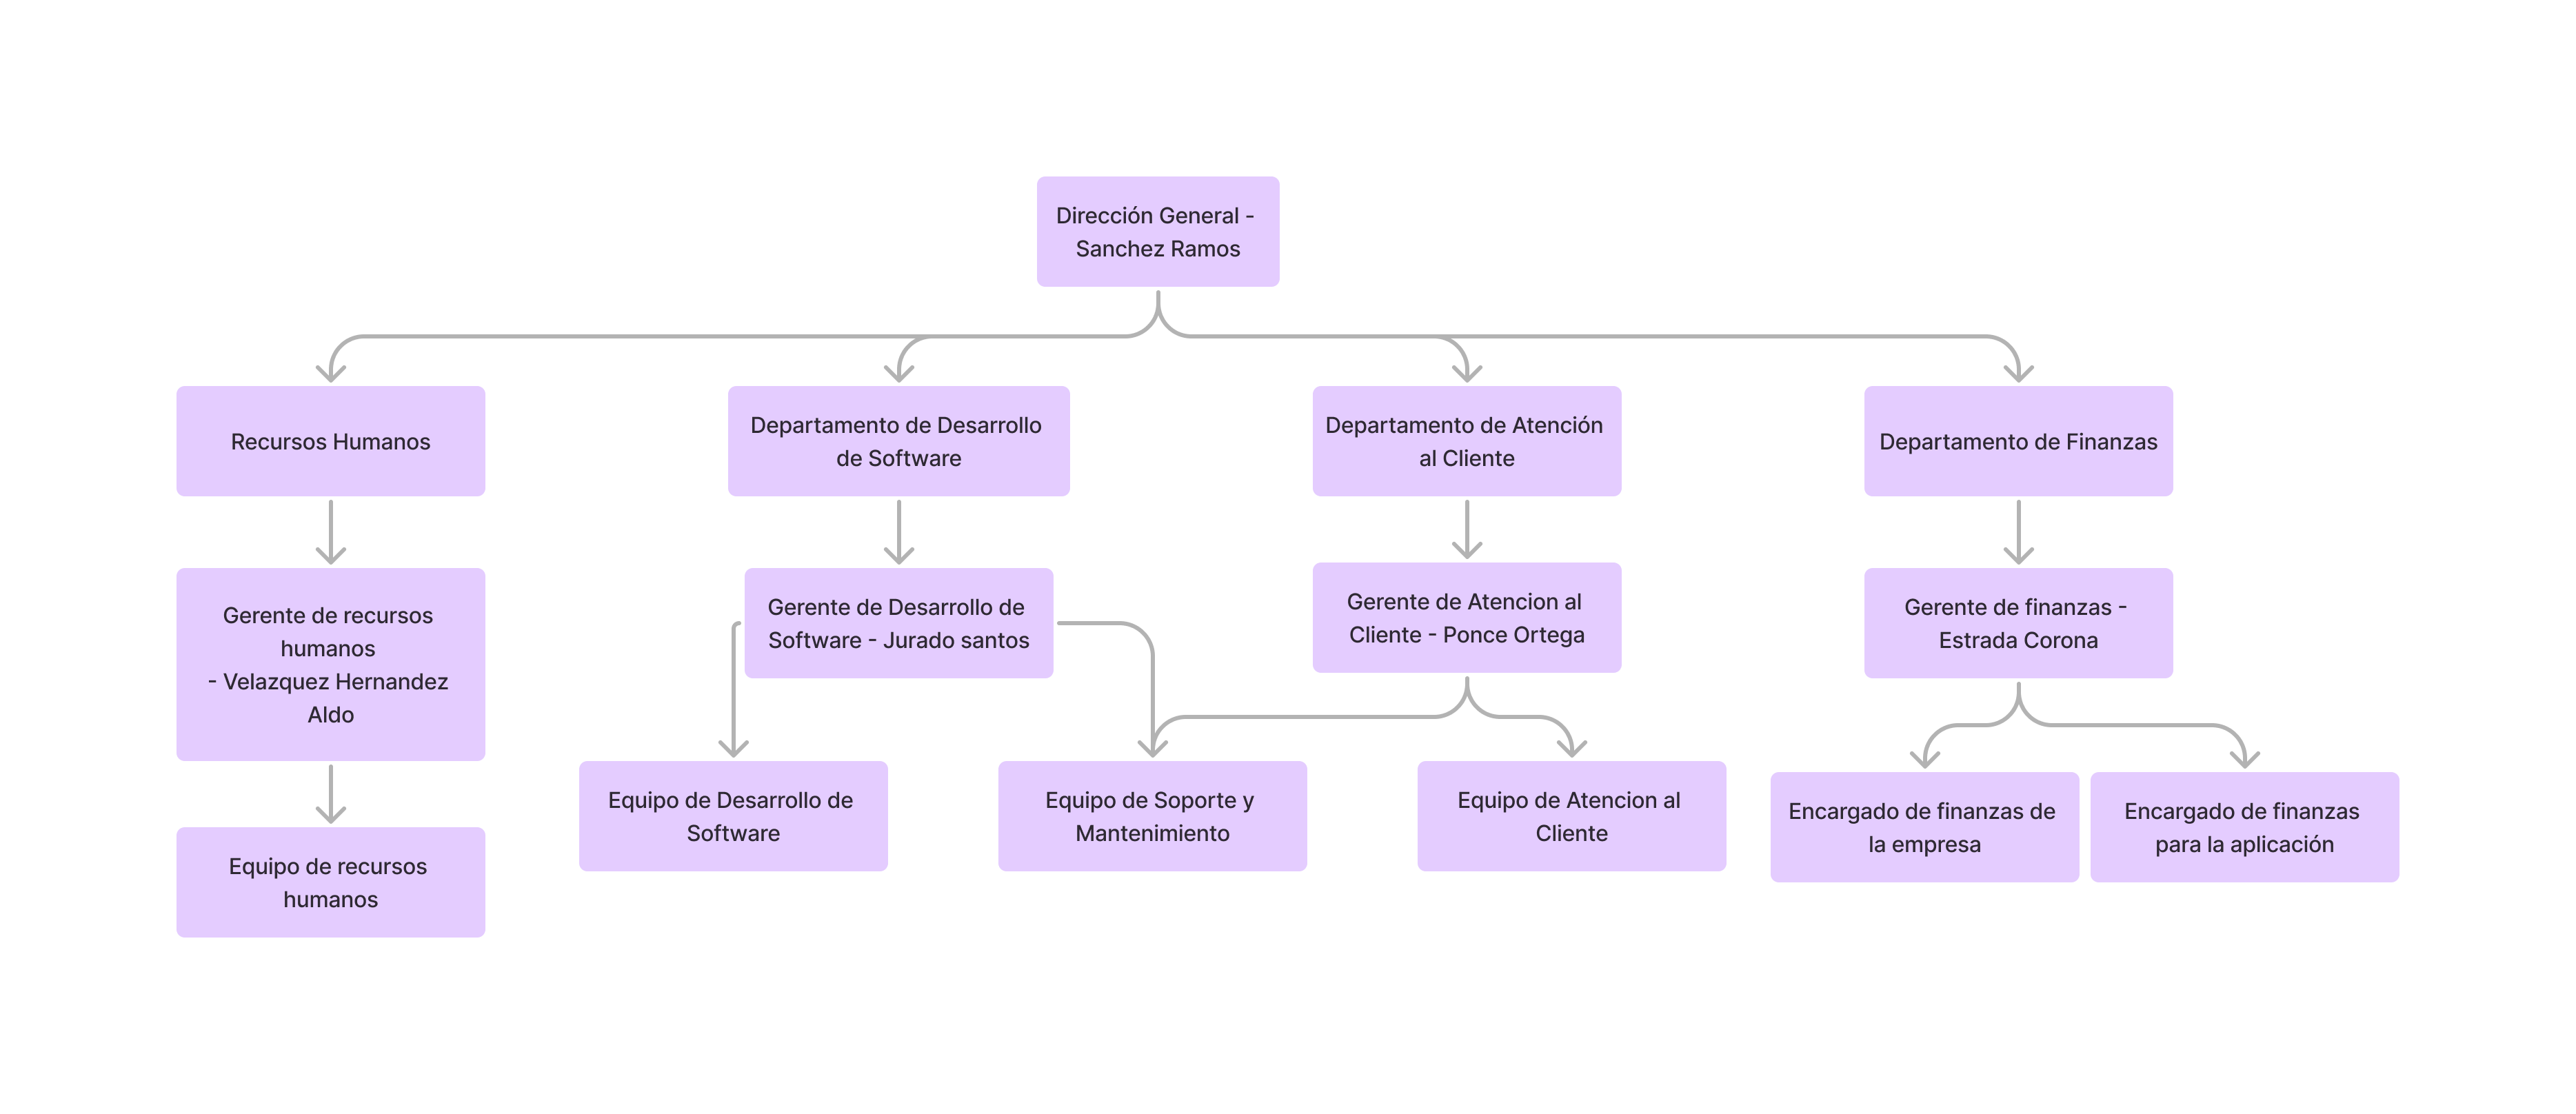 Dirección General -
Sanchez Ramos
Recursos Humanos
Departamento de Desarrollo
de Software
Departamento de Atención
al Cliente
Departamento de Finanzas
Gerente de recursos
humanos
- Velazquez Hernandez
Aldo
Gerente de Desarrollo de
Software - Jurado santos
Gerente de Atencion al
Cliente - Ponce Ortega
Gerente de finanzas -
Estrada Corona
Equipo de recursos
humanos
Equipo de Desarrollo de
Software
Equipo de Soporte y
Mantenimiento
Equipo de Atencion al
Cliente
Encargado de finanzas de
la empresa
Encargado de finanzas
para la aplicación